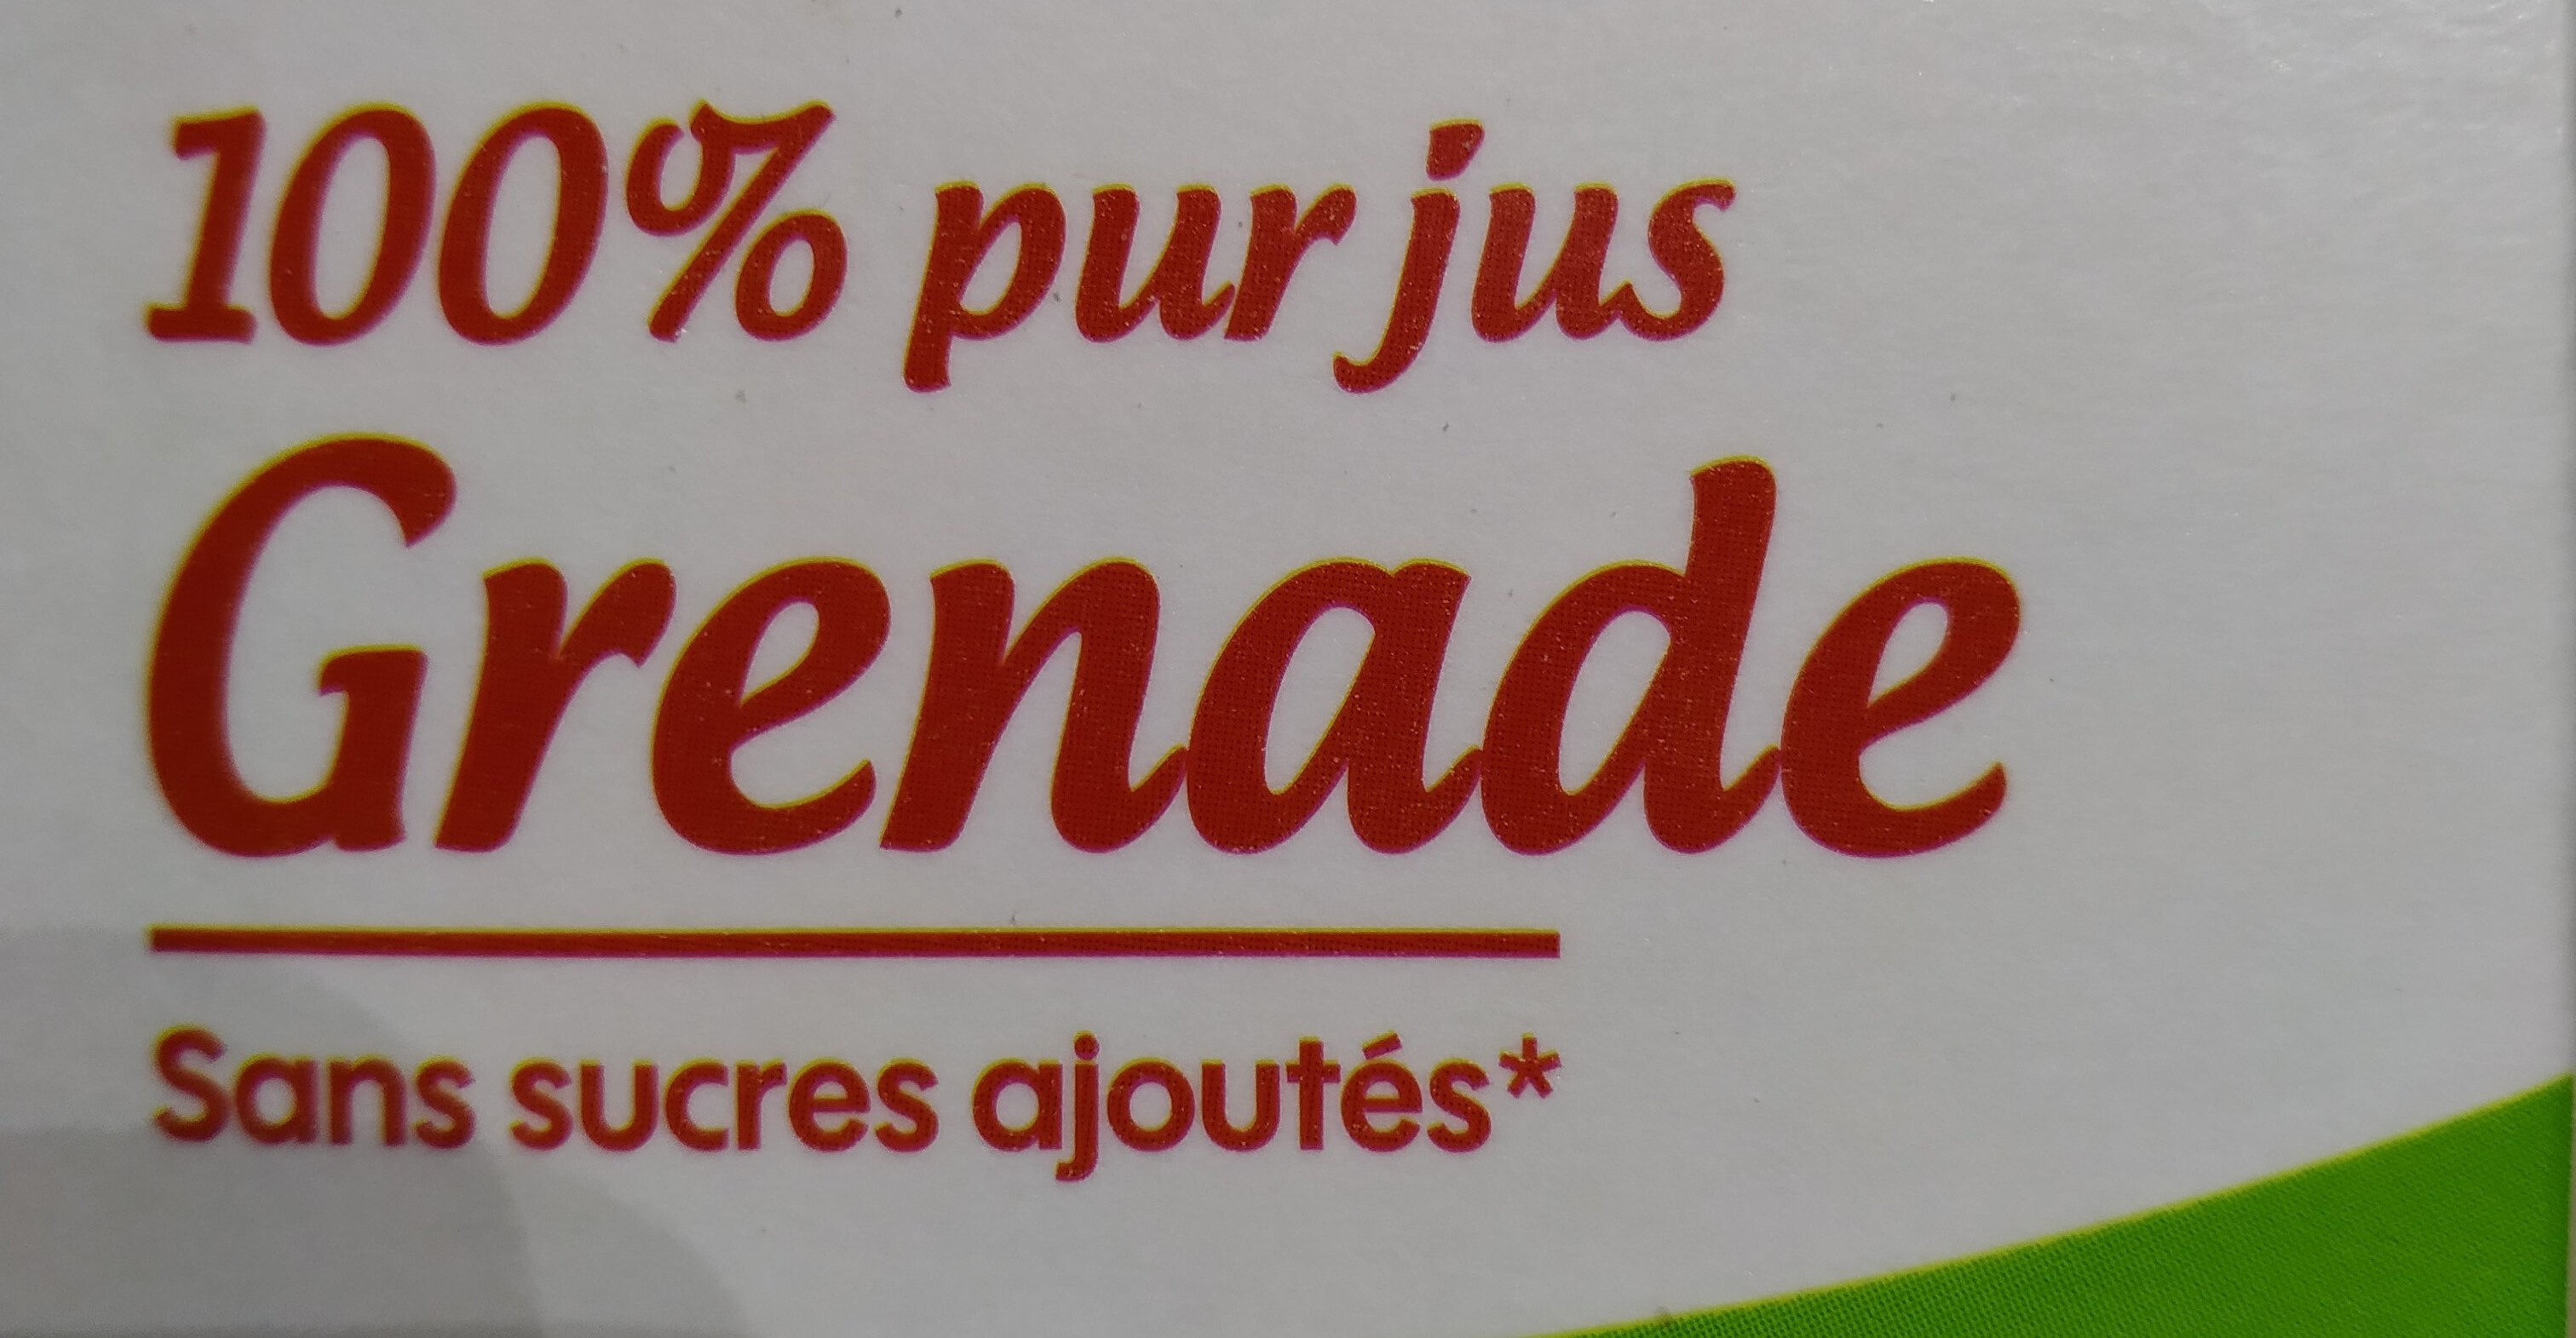 100% pur jus
Grenade
Sans sucres ajoutés*